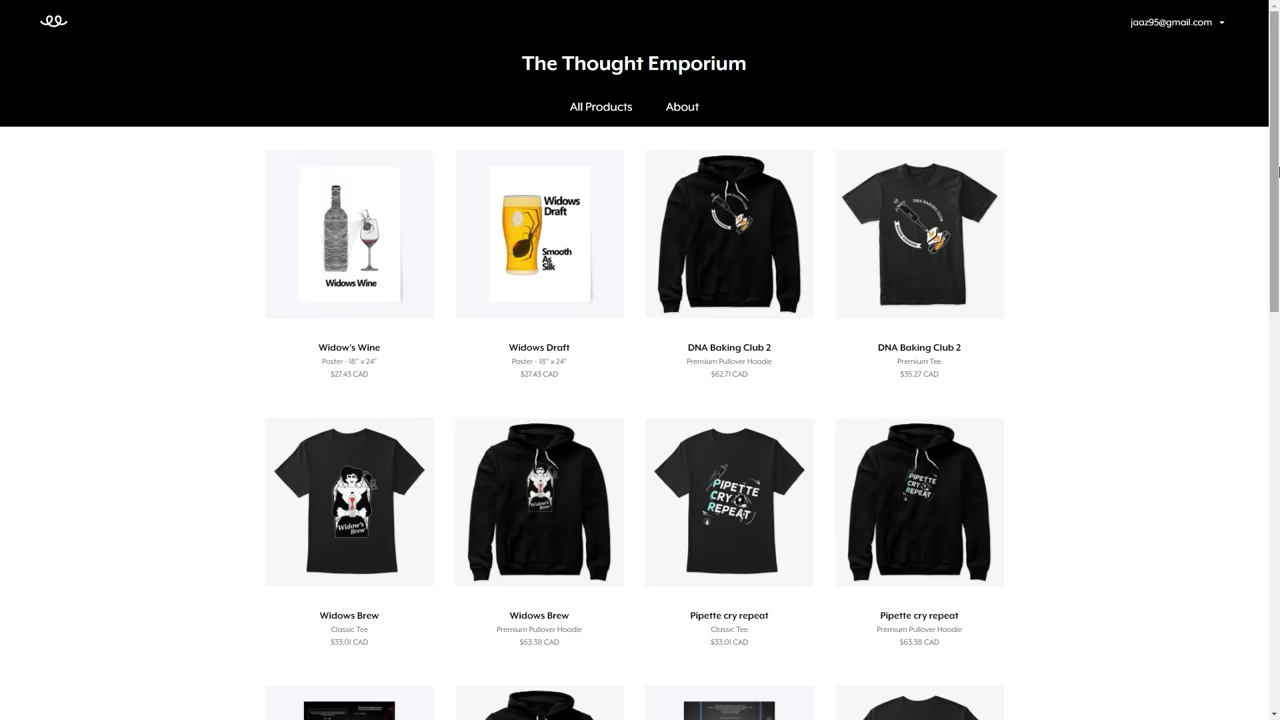 jaaz95@gmail.com
The Thought Emporium
All Products About
Widows Wine
Widows
Draft
Smooth
As
Silk
DNA BAKING CLUB
Widow's Wine
Poster - 18" x 24"
$27.43 CAD
Widows Draft
Poster - 18" x 24"
$27.43 CAD
DNA Baking Club 2
Premium Pullover Hoodie
$62.71 CAD
DNA Baking Club 2
Premium Tee
$35.27 CAD
Widow's
Brew
Widow's
Brew
PIPETTE
CRY
REPEAT
PIPETTE
CRY
REPEAT
Widows Brew
Classic Tee
$33.01 CAD
Widows Brew
Premium Pullover Hoodie
$63.38 CAD
Pipette cry repeat
Classic Tee
$33.01 CAD
Pipette cry repeat
Premium Pullover Hoodie
$63.38 CAD